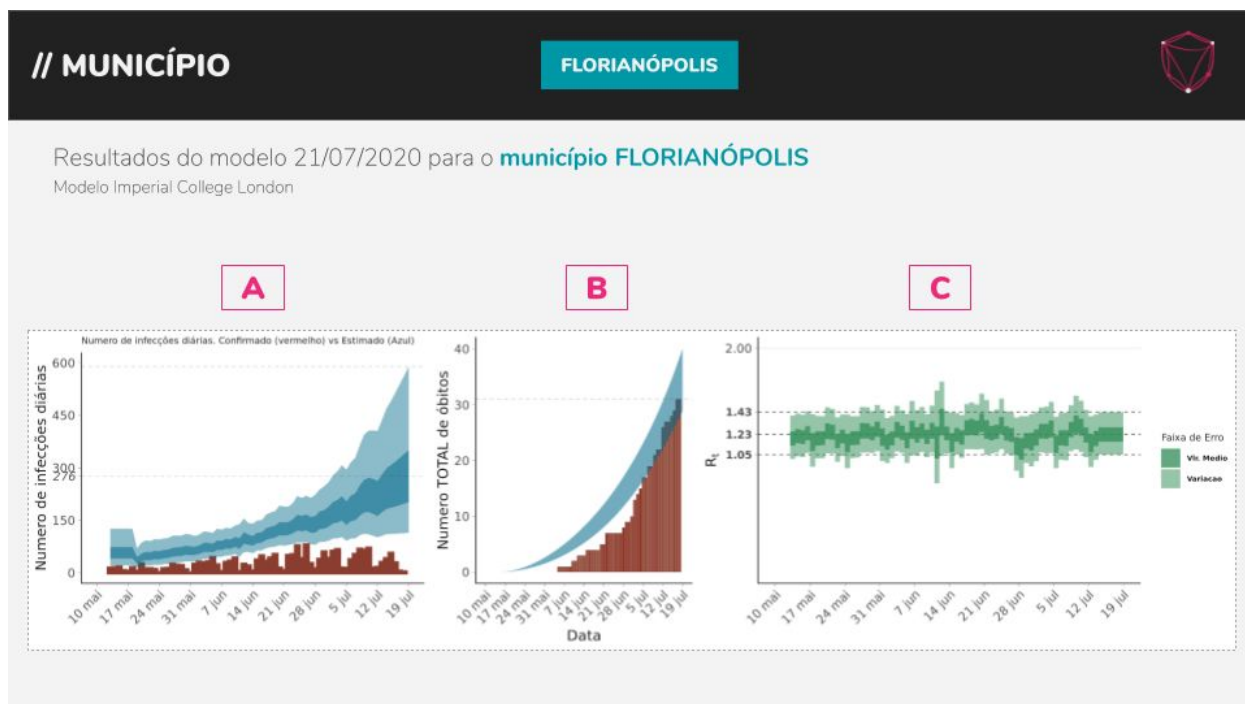 // MUNICÍPIO
FLORIANÓPOLIS
Resultados do modelo 21/07/2020 para o município FLORIANÓPOLIS
Modelo Imperial College London
A
B
C
Numero de infecções diárias. Confirmado (vermelho) vs Estimado (Azul)
Numero de infecções diárias
600
450
300
276
150
0
10 mai
17 mai
24 mai
31 mai
7 jun
14 jun
21 jun
28 jun
5 jul
12 jul
19 jul
Numero TOTAL de óbitos
40
30
20
10
0
10 mai
17 mai
24 mai
31 mai
7 jun
14 jun
21 jun
28 jun
5 jul
12 jul
19 jul
Data
Rt
2.00
1.43
1.23
1.05
10 mai
17 mai
24 mai
31 mai
7 jun
14 jun
21 jun
28 jun
5 jul
12 jul
19 jul
Faixa de Erro
Vlr. Medio
Variacao